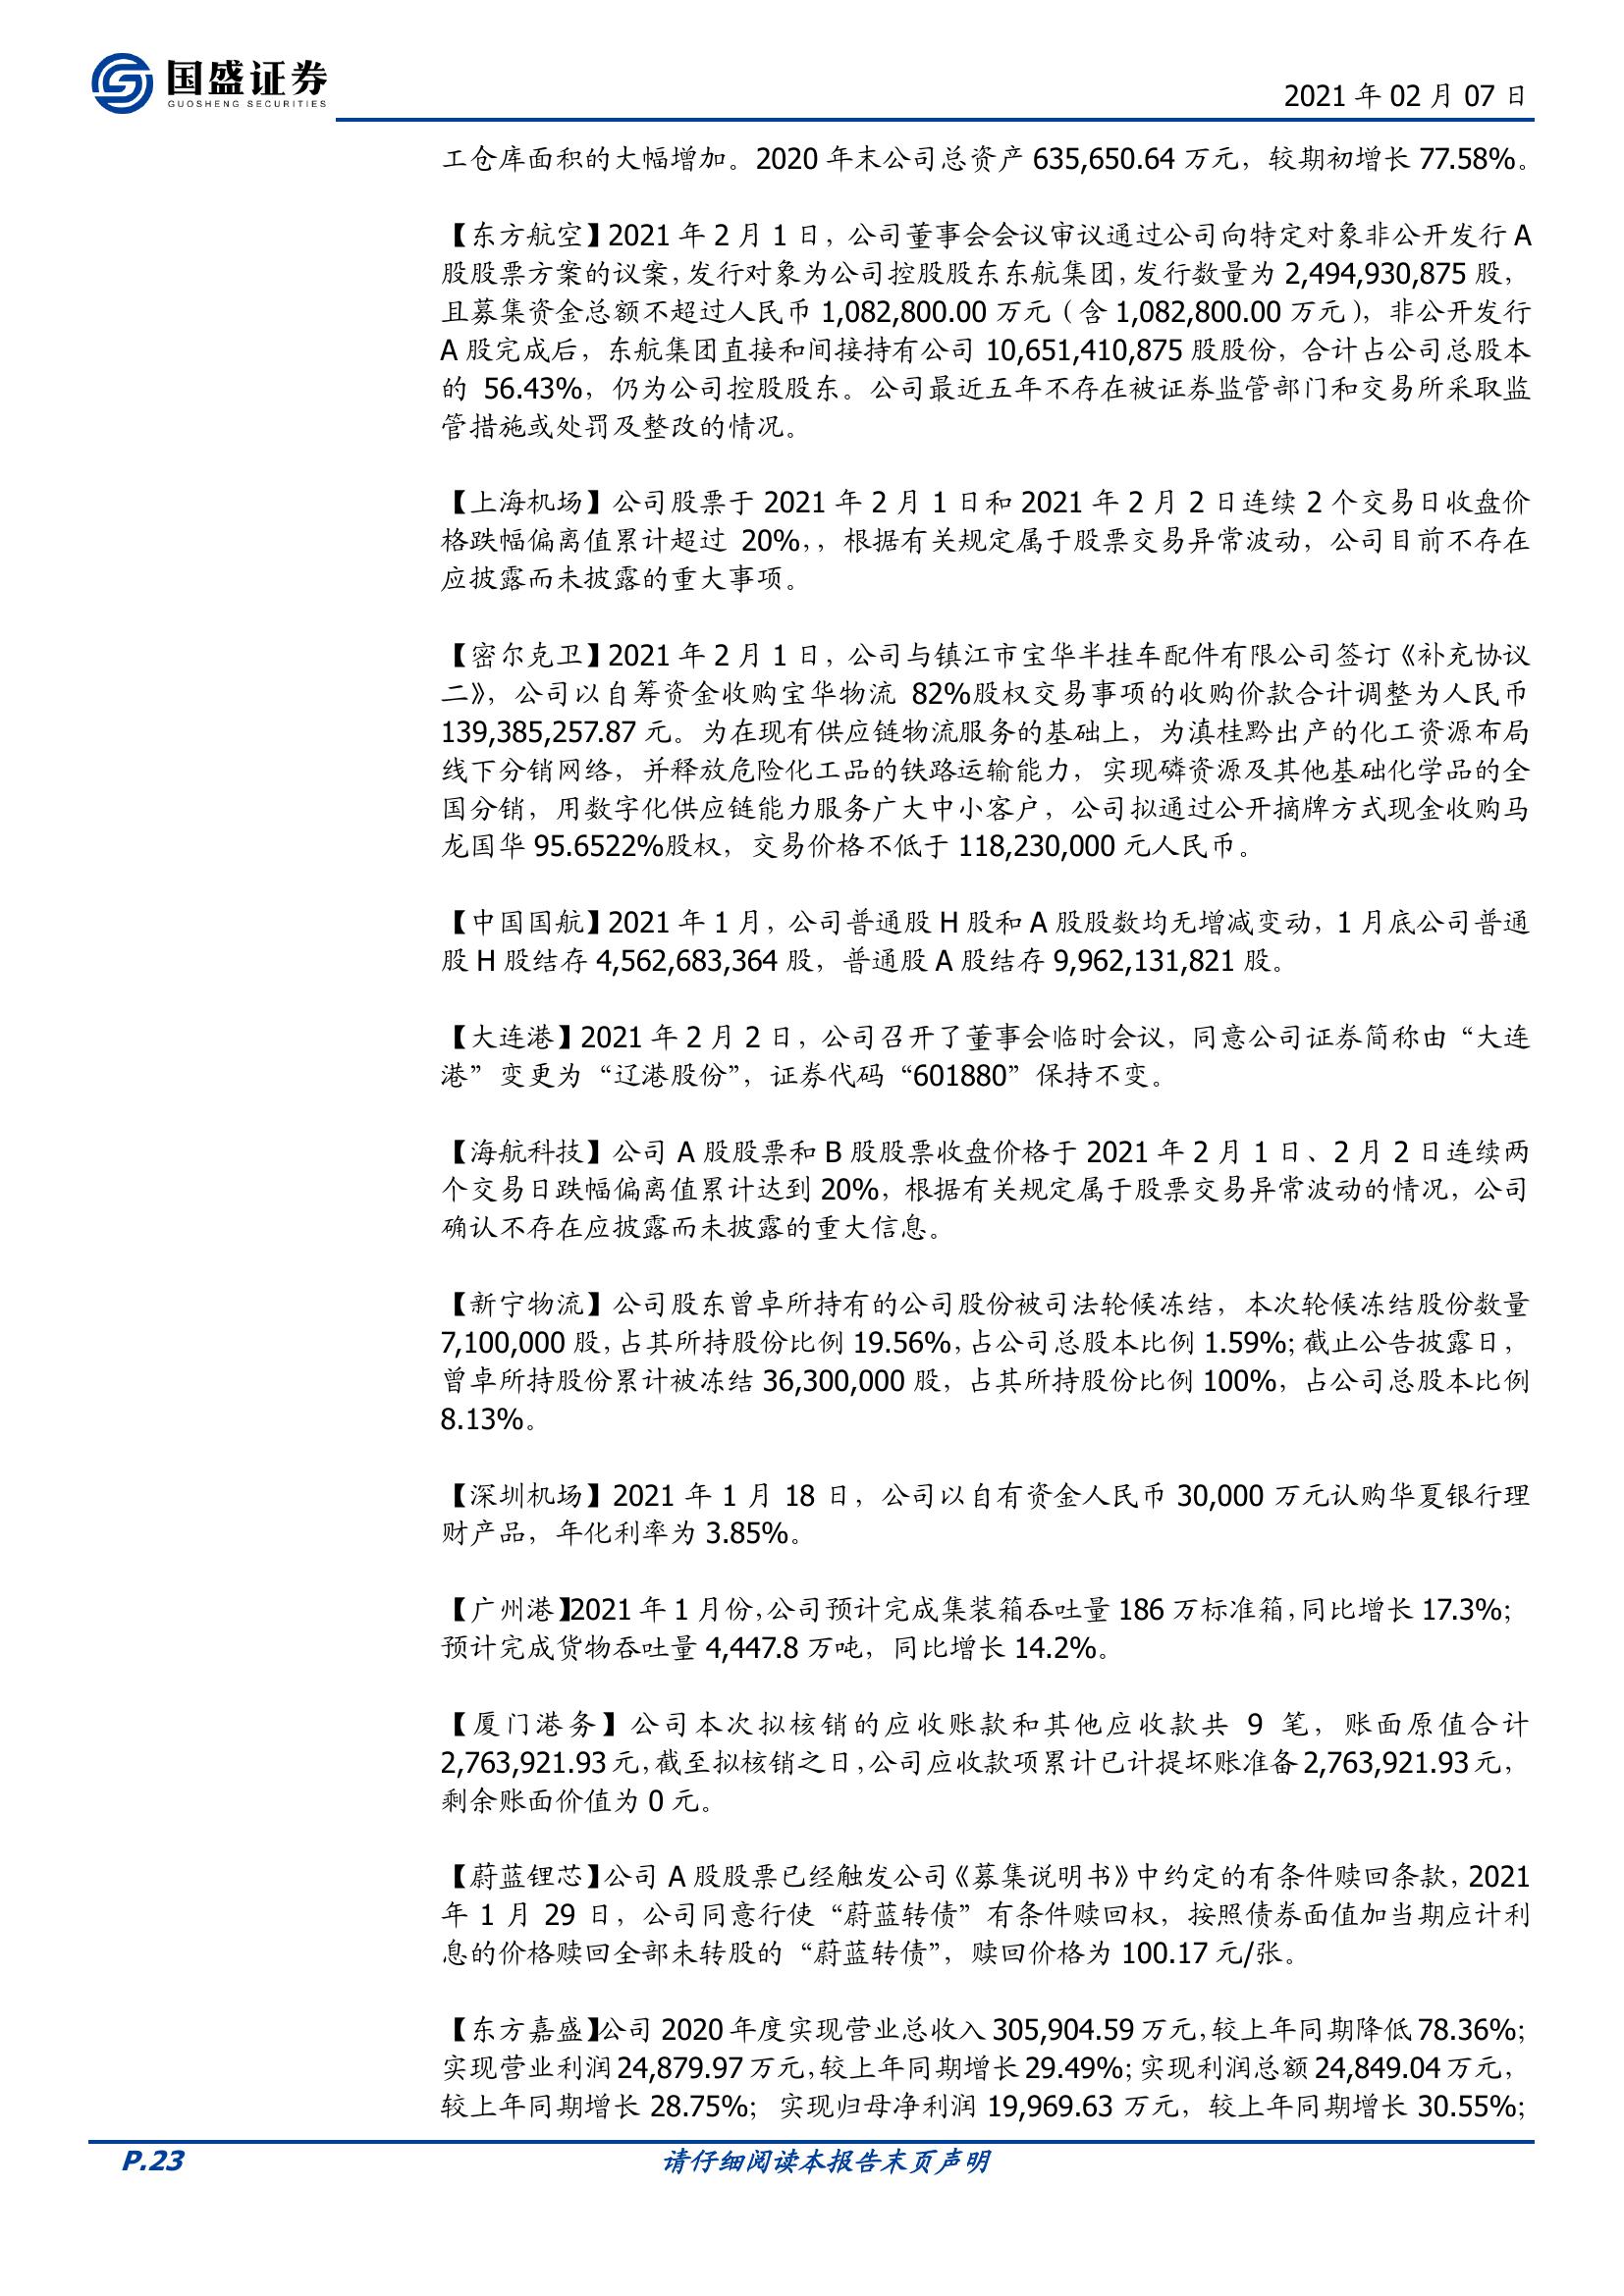 国盛证券
GUOSHENG SECURITIES
2021 年 02 月 07 日
工仓库面积的大幅增加。2020 年末公司总资产 635,650.64 万元，较期初增长 77.58%。
【东方航空】2021 年 2 月 1 日，公司董事会会议审议通过公司向特定对象非公开发行 A
股股票方案的议案，发行对象为公司控股股东东航集团，发行数量为 2,494,930,875 股，
且募集资金总额不超过人民币 1,082,800.00 万元（含 1,082,800.00 万元），非公开发行
A 股完成后，东航集团直接和间接持有公司 10,651,410,875 股股份，合计占公司总股本
的 56.43%，仍为公司控股股东。公司最近五年不存在被证券监管部门和交易所采取监
管措施或处罚及整改的情况。
【上海机场】公司股票于 2021 年 2 月 1 日和 2021 年 2 月 2 日连续 2 个交易日收盘价
格跌幅偏离值累计超过 20%，，根据有关规定属于股票交易异常波动，公司目前不存在
应披露而未披露的重大事项。
【密尔克卫】2021 年 2 月 1 日，公司与镇江市宝华半挂车配件有限公司签订《补充协议
二》，公司以自筹资金收购宝华物流 82%股权交易事项的收购价款合计调整为人民币
139,385,257.87 元。为在现有供应链物流服务的基础上，为滇桂黔出产的化工资源布局
线下分销网络，并释放危险化工品的铁路运输能力，实现磷资源及其他基础化学品的全
国分销，用数字化供应链能力服务广大中小客户，公司拟通过公开摘牌方式现金收购马
龙国华 95.6522%股权，交易价格不低于 118,230,000 元人民币。
【中国国航】2021 年 1 月，公司普通股 H 股和 A 股股数均无增减变动，1 月底公司普通
股 H 股结存 4,562,683,364 股，普通股 A 股结存 9,962,131,821 股。
【大连港】2021 年 2 月 2 日，公司召开了董事会临时会议，同意公司证券简称由“大连
港”变更为“辽港股份”，证券代码“601880”保持不变。
【海航科技】公司 A 股股票和 B 股股票收盘价格于 2021 年 2 月 1 日、2 月 2 日连续两
个交易日跌幅偏离值累计达到 20%，根据有关规定属于股票交易异常波动的情况，公司
确认不存在应披露而未披露的重大信息。
【新宁物流】公司股东曾卓所持有的公司股份被司法轮候冻结，本次轮候冻结股份数量
7,100,000 股，占其所持股份比例 19.56%，占公司总股本比例 1.59%；截止公告披露日，
曾卓所持股份累计被冻结 36,300,000 股，占其所持股份比例 100%，占公司总股本比例
8.13%。
【深圳机场】2021 年 1 月 18 日，公司以自有资金人民币 30,000 万元认购华夏银行理
财产品，年化利率为 3.85%。
【广州港】2021 年 1 月份，公司预计完成集装箱吞吐量 186 万标准箱，同比增长 17.3%；
预计完成货物吞吐量 4,447.8 万吨，同比增长 14.2%。
【厦门港务】公司本次拟核销的应收账款和其他应收款共 9 笔，账面原值合计
2,763,921.93 元，截至拟核销之日，公司应收款项累计已计提坏账准备 2,763,921.93 元，
剩余账面价值为 0 元。
【蔚蓝锂芯】公司 A 股股票已经触发公司《募集说明书》中约定的有条件赎回条款，2021
年 1 月 29 日，公司同意行使“蔚蓝转债”有条件赎回权，按照债券面值加当期应计利
息的价格赎回全部未转股的“蔚蓝转债”，赎回价格为 100.17 元/张。
【东方嘉盛】公司 2020 年度实现营业总收入 305,904.59 万元，较上年同期降低 78.36%；
实现营业利润 24,879.97 万元，较上年同期增长 29.49%；实现利润总额 24,849.04 万元，
较上年同期增长 28.75%；实现归母净利润 19,969.63 万元，较上年同期增长 30.55%；
P.23
请仔细阅读本报告末页声明